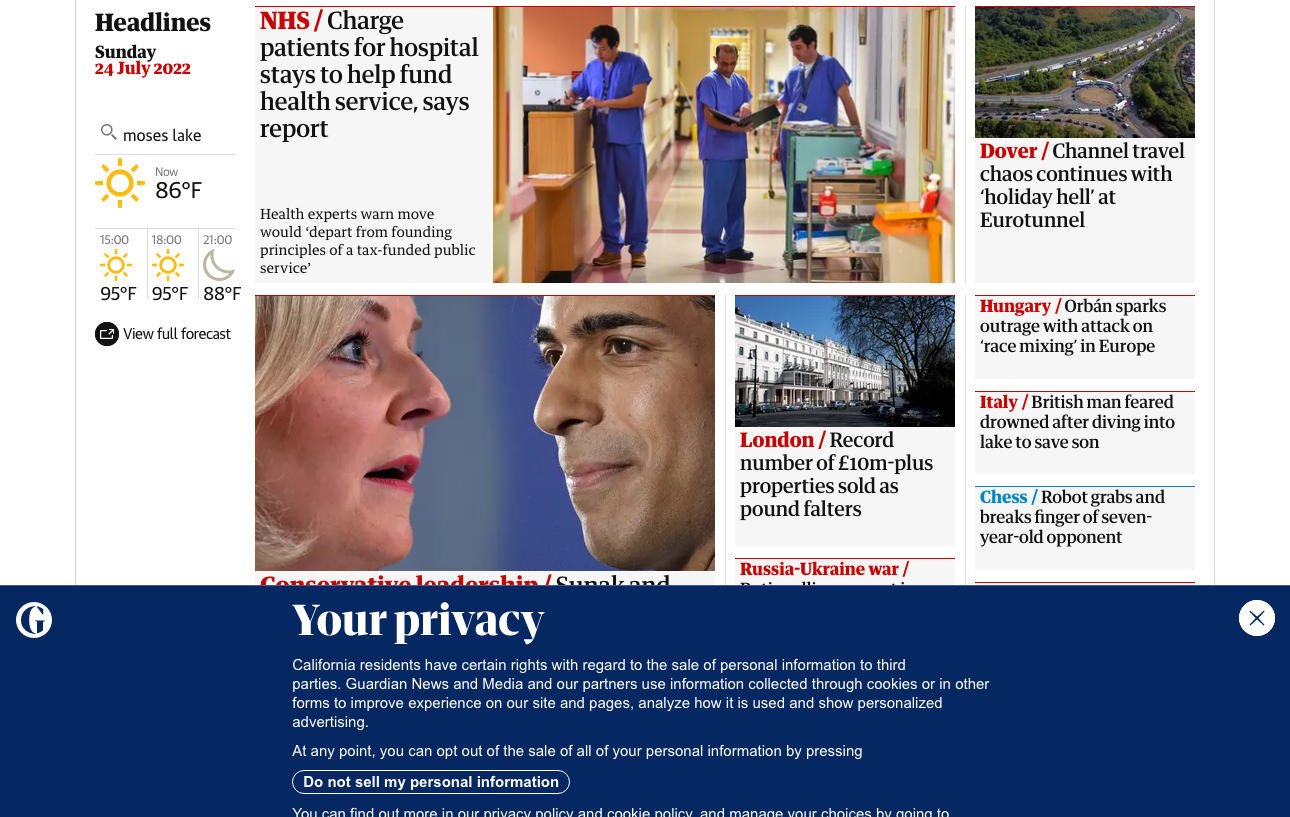 Headlines
Sunday
24 July 2022
moses lake
Now
86°F
15:00
18:00
21:00
95°F
95°F
88°F
View full forecast
NHS / Charge
patients for hospital
stays to help fund
health service, says
report
Health experts warn move
would ‘depart from founding
principles of a tax-funded public
service’
Dover / Channel travel
chaos continues with
‘holiday hell’ at
Eurotunnel
Conservative leadership / Sunak and
London / Record
number of £10m-plus
properties sold as
pound falters
Russia-Ukraine war /
Hungary / Orbán sparks
outrage with attack on
‘race mixing’ in Europe
Italy / British man feared
drowned after diving into
lake to save son
Chess / Robot grabs and
breaks finger of seven-
year-old opponent
Your privacy
California residents have certain rights with regard to the sale of personal information to third
parties. Guardian News and Media and our partners use information collected through cookies or in other
forms to improve experience on our site and pages, analyze how it is used and show personalized
advertising.
At any point, you can opt out of the sale of all of your personal information by pressing
Do not sell my personal information
You can find out more in our privacy policy and cookie policy, and manage your choices by going to